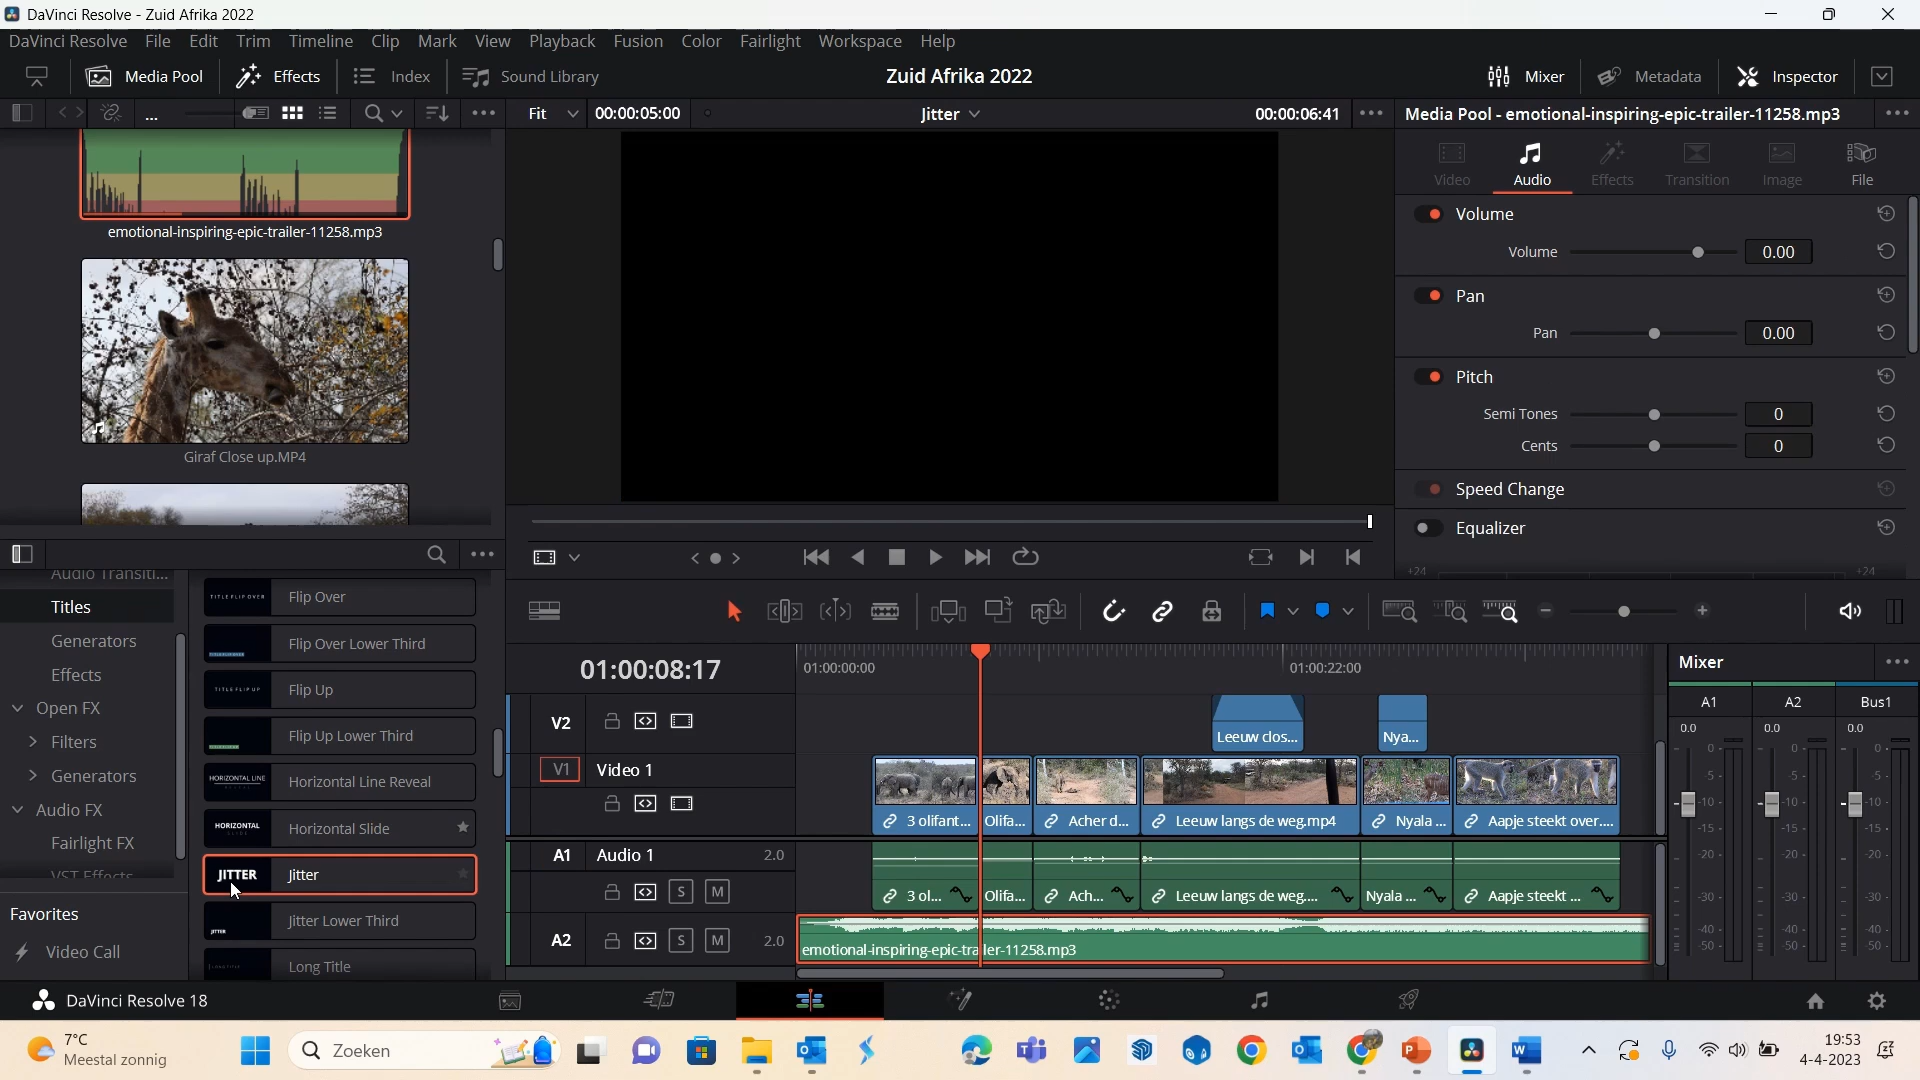 DaVinci Resolve - Zuid Afrika 2022
DaVinci Resolve File Edit Trim Timeline Clip Mark View Playback Fusion Color Fairlight Workspace Help
Media Pool Effects Index Sound Library Zuid Afrika 2022 Mixer Metadata Inspector
... Fit 00:00:05:00 Jitter 00:00:06:41 Media Pool - emotional-inspiring-epic-trailer-11258.mp3
Video Audio Effects Transition Image File
emotional-inspiring-epic-trailer-11258.mp3
Giraf Close up.MP4
Volume
Volume 0.00
Pan
Pan 0.00
Pitch
Semi Tones 0
Cents 0
Speed Change
Equalizer
+24 +24
Audio Transiti...
Titles
Generators
Effects
Open FX
Filters
Generators
Audio FX
Fairlight FX
VST Effects
Favorites
Video Call
TITLE FLIP OVER Flip Over
Flip Over Lower Third
TITLE FLIP UP Flip Up
Flip Up Lower Third
HORIZONTAL LINE Horizontal Line Reveal
HORIZONTAL Horizontal Slide
JITTER Jitter
JITTER Jitter Lower Third
LONG TITLE Long Title
01:00:08:17 01:00:00:00 01:00:22:00
V2 Leeuw clos... Nya...
V1 Video 1
3 olifant... Olifa... Acher d... Leeuw langs de weg.mp4 Nyala ... Aapje steekt over....
A1 Audio 1 2.0
S M 3 ol... Olifa... Ach... Leeuw langs de weg.... Nyala ... Aapje steekt ...
A2 S M 2.0 emotional-inspiring-epic-trailer-11258.mp3
Mixer
A1 A2 Bus1
0.0 0.0 0.0
0 0 0
-5 -5 -5
-10 -10 -10
-15 -15 -15
-20 -20 -20
-30 -30 -30
-40 -40 -40
-50 -50 -50
DaVinci Resolve 18
7°C
Meestal zonnig
Zoeken
19:53
4-4-2023